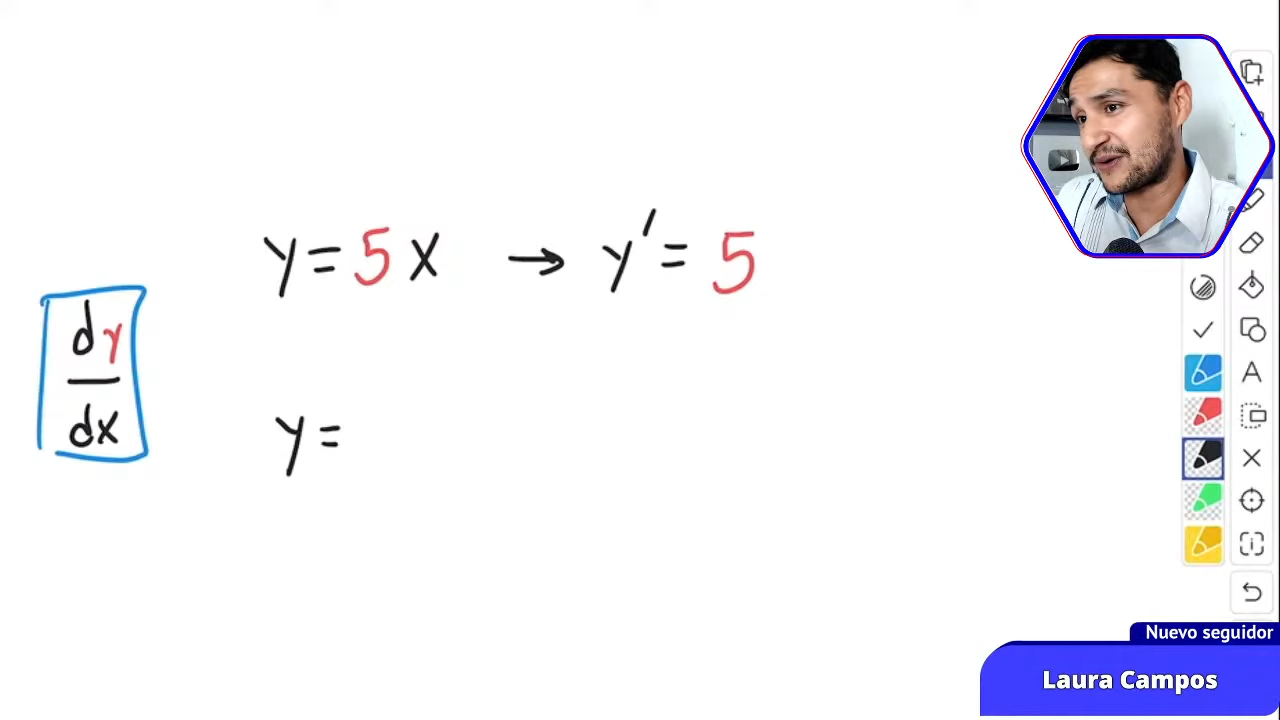 y = 5x → y' = 5
dy
dx
y =
Nuevo seguidor
Laura Campos